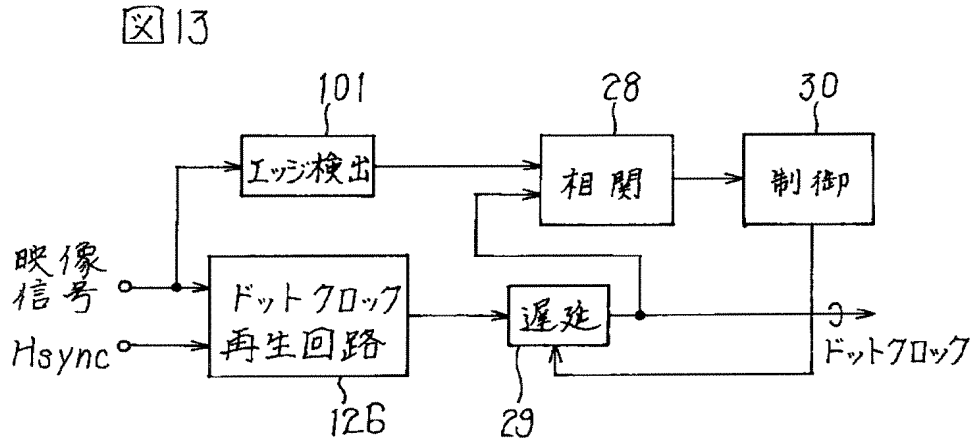 図13
101
28
30
エッジ検出
相関
制御
映像
信号
Hsync
ドットクロック
再生回路
遅延
ドットクロック
126
29